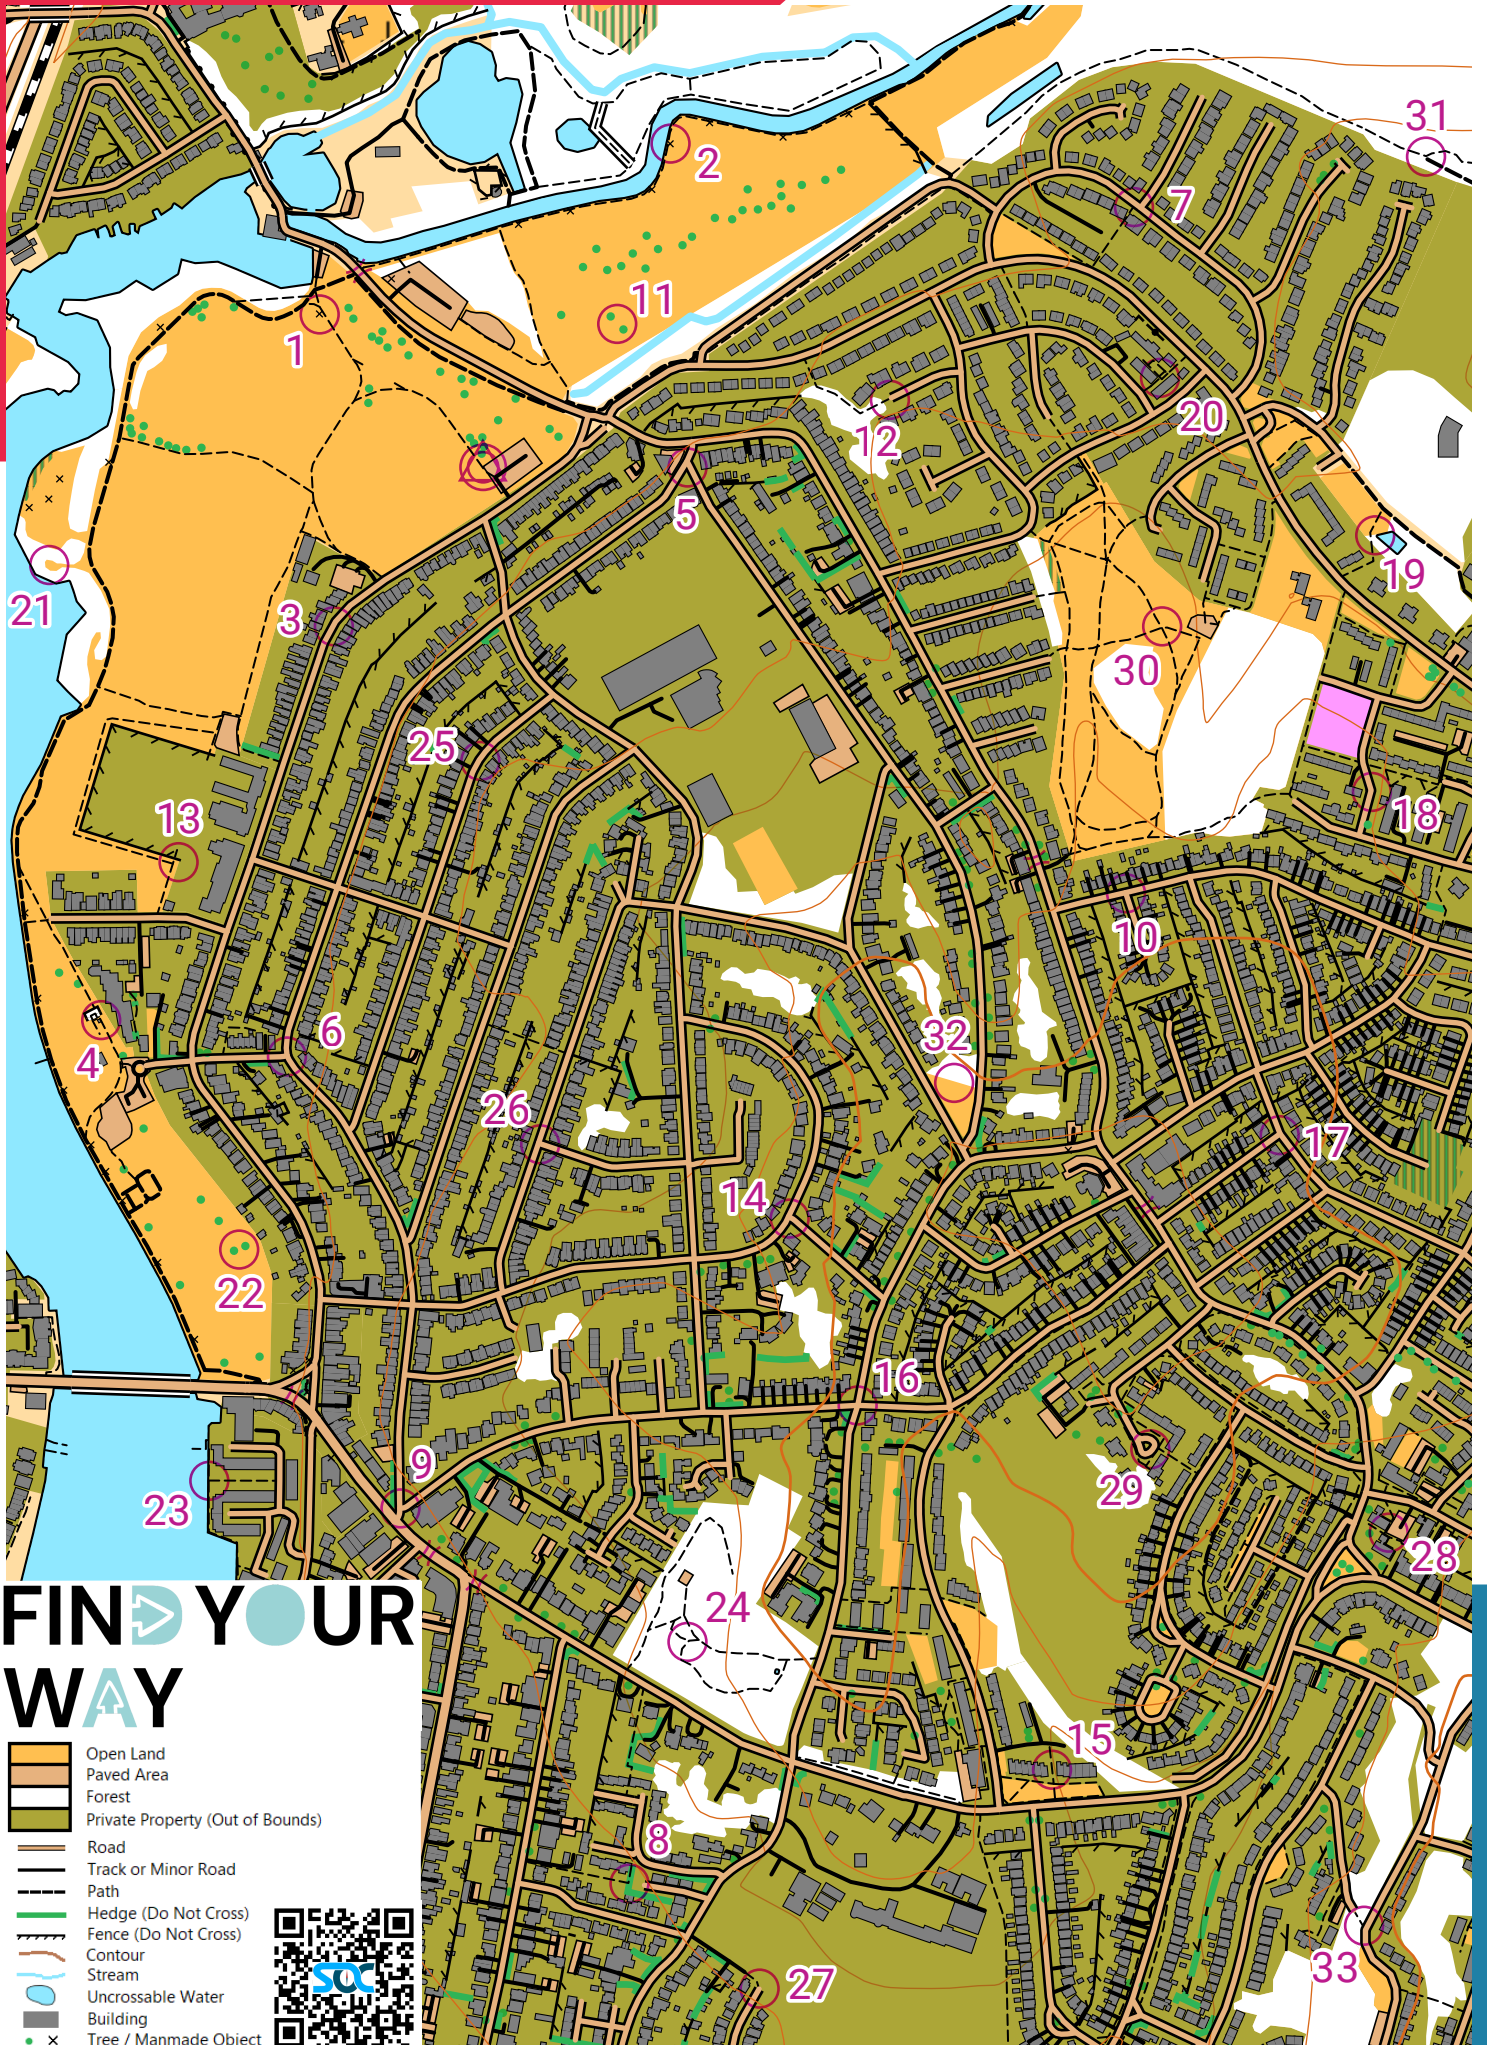 31
2
7
11
1
12
20
5
19
21
3
30
25
18
13
10
6
32
4
26
17
14
22
16
9
29
23
28
24
15
8
33
27
FIND YOUR
WAY
Open Land
Paved Area
Forest
Private Property (Out of Bounds)
Road
Track or Minor Road
Path
Hedge (Do Not Cross)
Fence (Do Not Cross)
Contour
Stream
Uncrossable Water
Building
Tree / Manmade Object
SOC